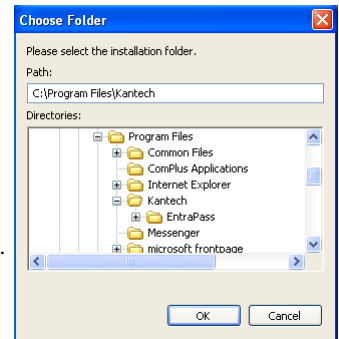 Choose Folder
Please select the installation folder.
Path:
C:\Program Files\Kantech
Directories:
Program Files
Common Files
ComPlus Applications
Internet Explorer
Kantech
EntraPass
Messenger
microsoft frontpage
.
OK Cancel